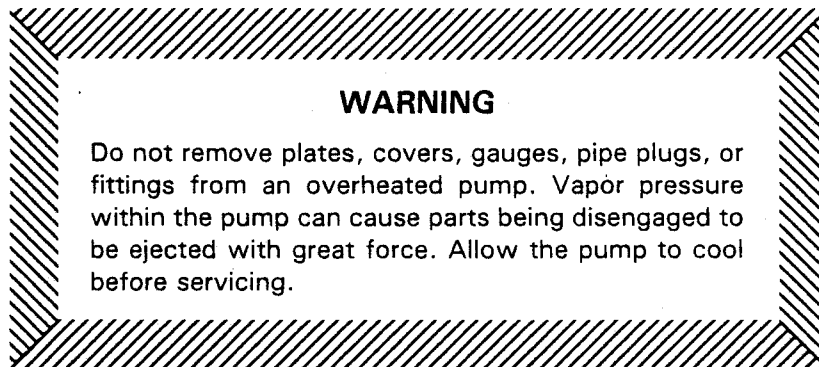 WARNING
Do not remove plates, covers, gauges, pipe plugs, or
fittings from an overheated pump. Vapor pressure
within the pump can cause parts being disengaged to
be ejected with great force. Allow the pump to cool
before servicing.